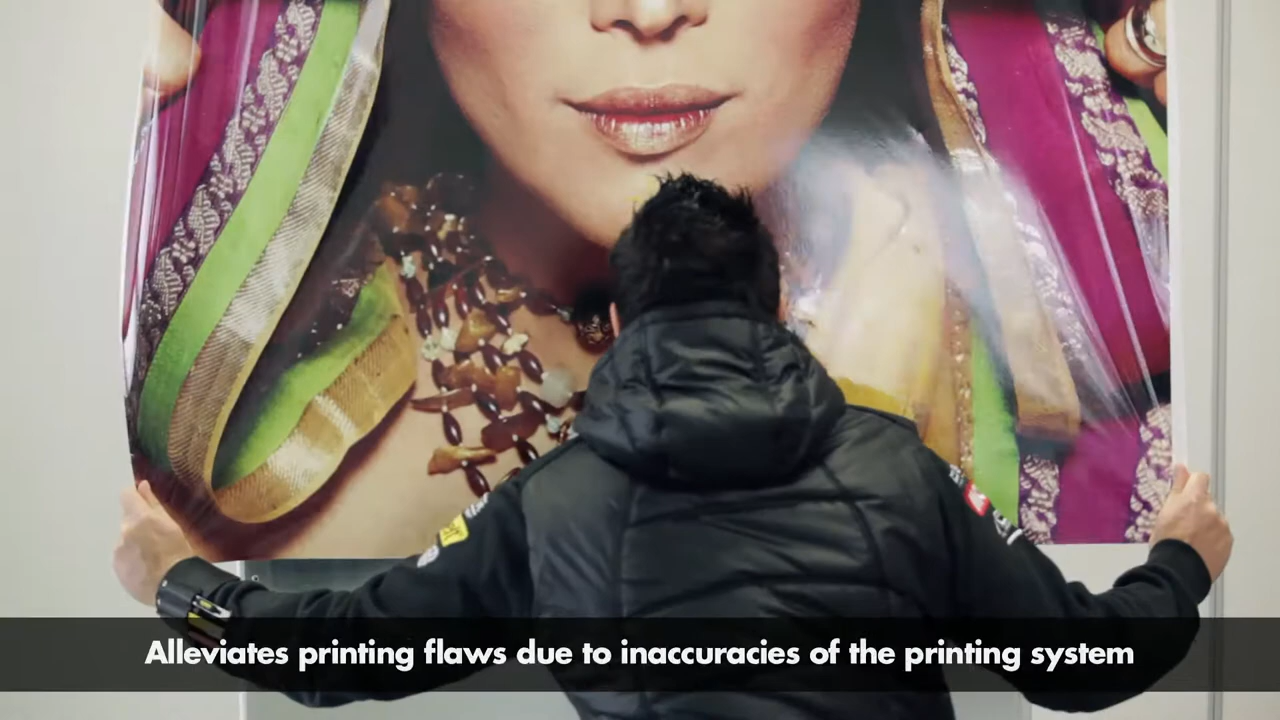 Alleviates printing flaws due to inaccuracies of the printing system